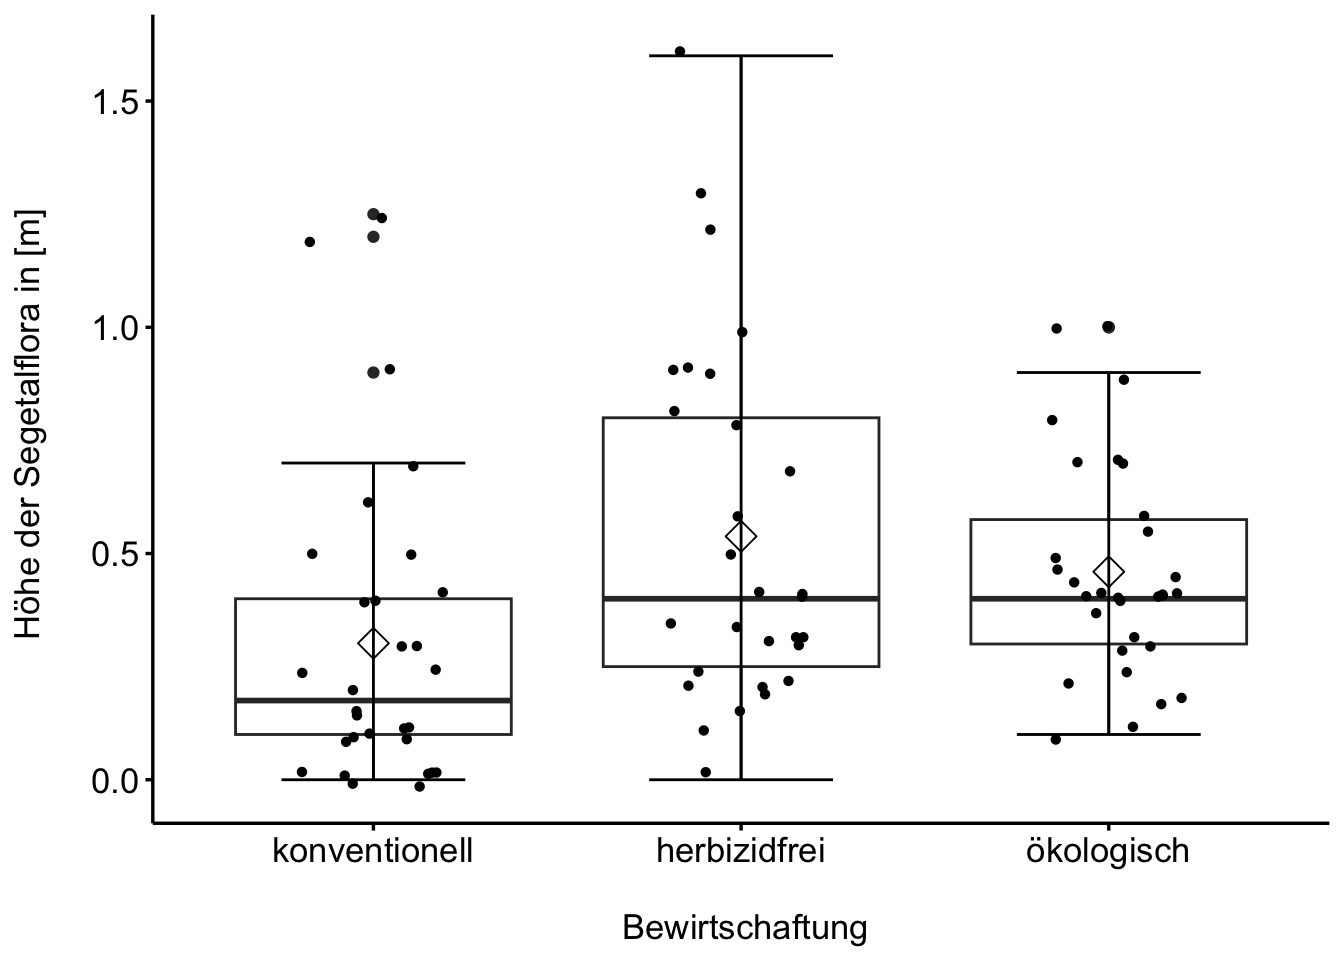 Höhe der Segetalflora in [m]
1.5
1.0
0.5
0.0
konventionell
herbizidfrei
ökologisch
Bewirtschaftung